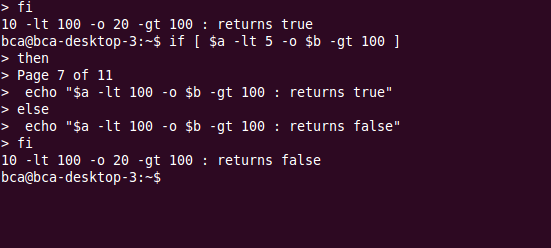 > fi
10 -lt 100 -o 20 -gt 100 : returns true
bca@bca-desktop-3:~$ if [ $a -lt 5 -o $b -gt 100 ]
> then
> Page 7 of 11
>  echo "$a -lt 100 -o $b -gt 100 : returns true"
> else
>  echo "$a -lt 100 -o $b -gt 100 : returns false"
> fi
10 -lt 100 -o 20 -gt 100 : returns false
bca@bca-desktop-3:~$